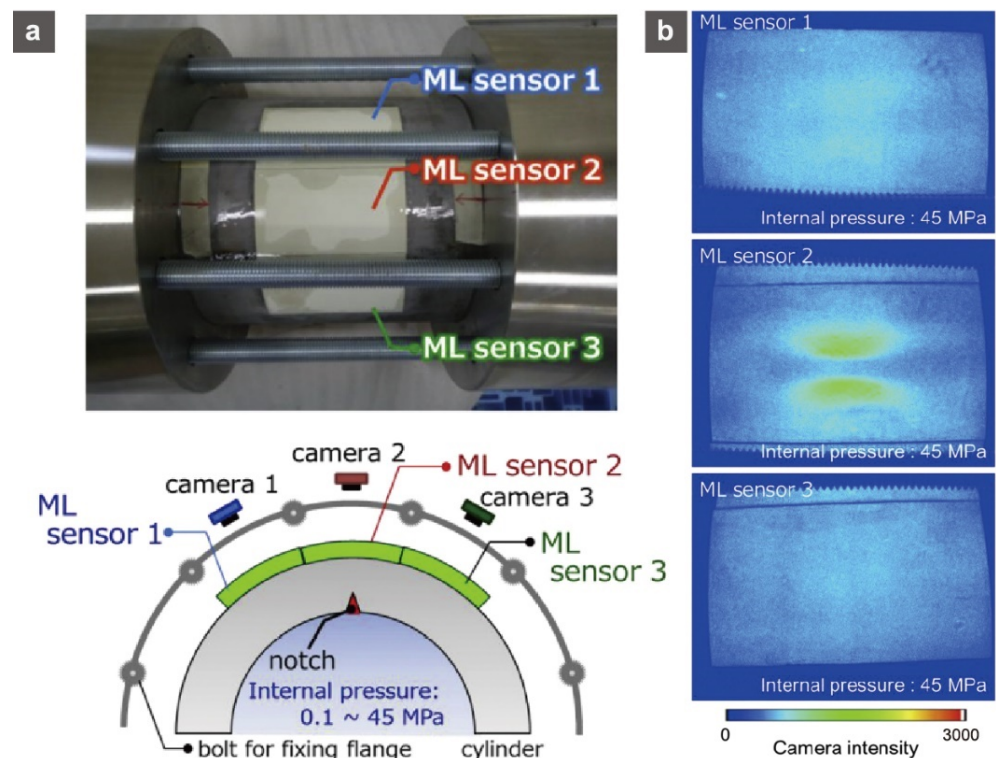 a
ML sensor 1
ML sensor 2
ML sensor 3
camera 1
camera 2
camera 3
ML
sensor 1
ML sensor 2
ML
sensor 3
notch
Internal pressure:
0.1 ~ 45 MPa
bolt for fixing flange
cylinder
b
ML sensor 1
Internal pressure : 45 MPa
ML sensor 2
Internal pressure : 45 MPa
ML sensor 3
Internal pressure : 45 MPa
0
3000
Camera intensity